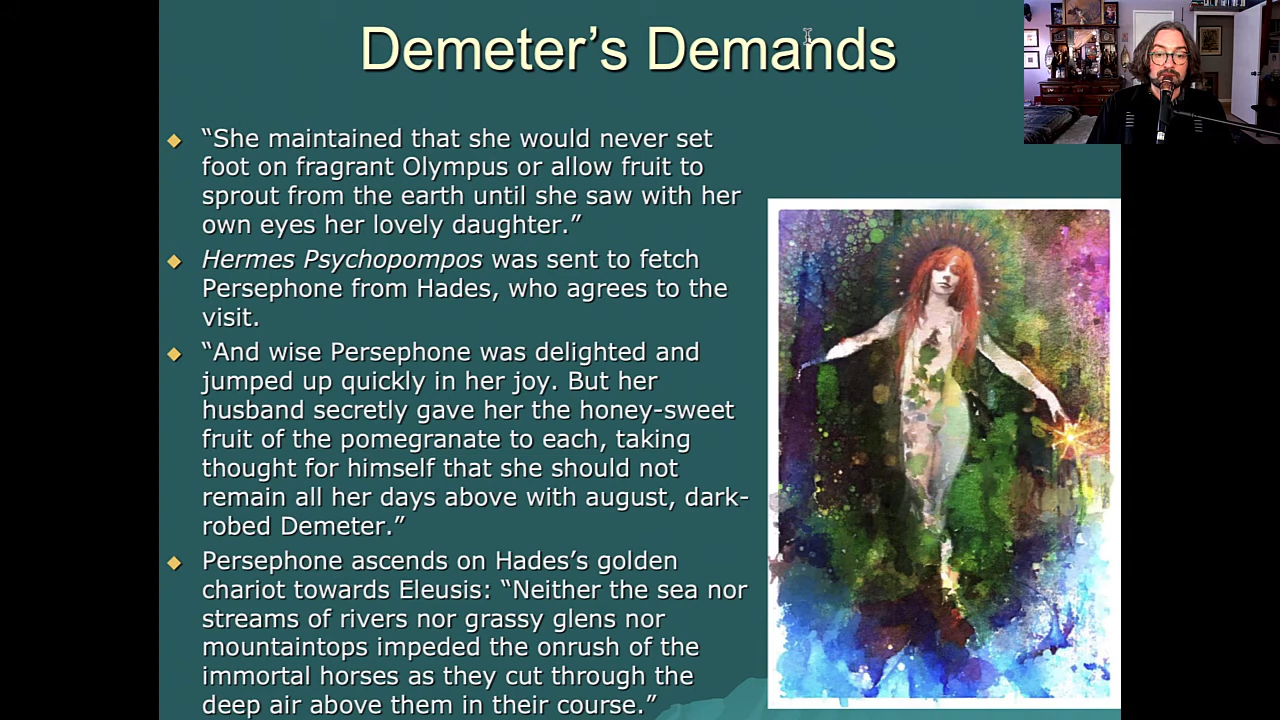 Demeter’s Demands
“She maintained that she would never set
foot on fragrant Olympus or allow fruit to
sprout from the earth until she saw with her
own eyes her lovely daughter.”
Hermes Psychopompos was sent to fetch
Persephone from Hades, who agrees to the
visit.
“And wise Persephone was delighted and
jumped up quickly in her joy. But her
husband secretly gave her the honey-sweet
fruit of the pomegranate to each, taking
thought for himself that she should not
remain all her days above with august, dark-
robed Demeter.”
Persephone ascends on Hades’s golden
chariot towards Eleusis: “Neither the sea nor
streams of rivers nor grassy glens nor
mountaintops impeded the onrush of the
immortal horses as they cut through the
deep air above them in their course.”